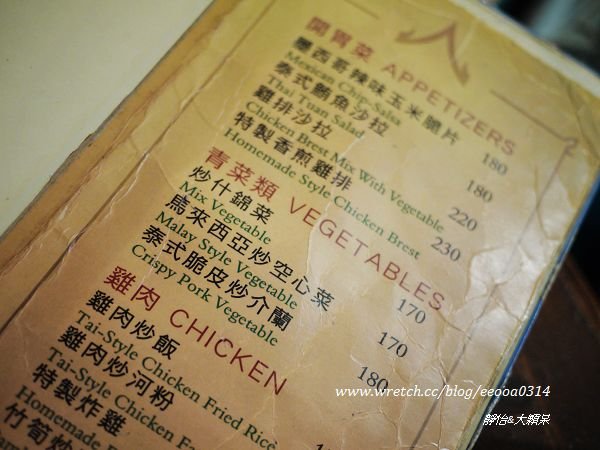 開胃菜 APPETIZERS
墨西哥辣味玉米脆片
Mexican Chip-Salsa 180
泰式鮪魚沙拉
Thai Tuan Salad 180
雞排沙拉
Chicken Brest Mix With Vegetable 220
特製香煎雞排
Homemade Style Chicken Brest 230
青菜類 VEGETABLES
炒什錦菜
Mix Vegetable 170
馬來西亞炒空心菜
Malay Style Vegetable 170
泰式脆皮炒介蘭
Crispy Pork Vegetable 180
雞肉 CHICKEN
雞肉炒飯
Tai-Style Chicken Fried Rice
雞肉炒河粉
Tai-Style Chicken
特製炸雞
Homemade
竹筍炒
www.wretch.cc/blog/eeooa0314
靜怡&大顆呆